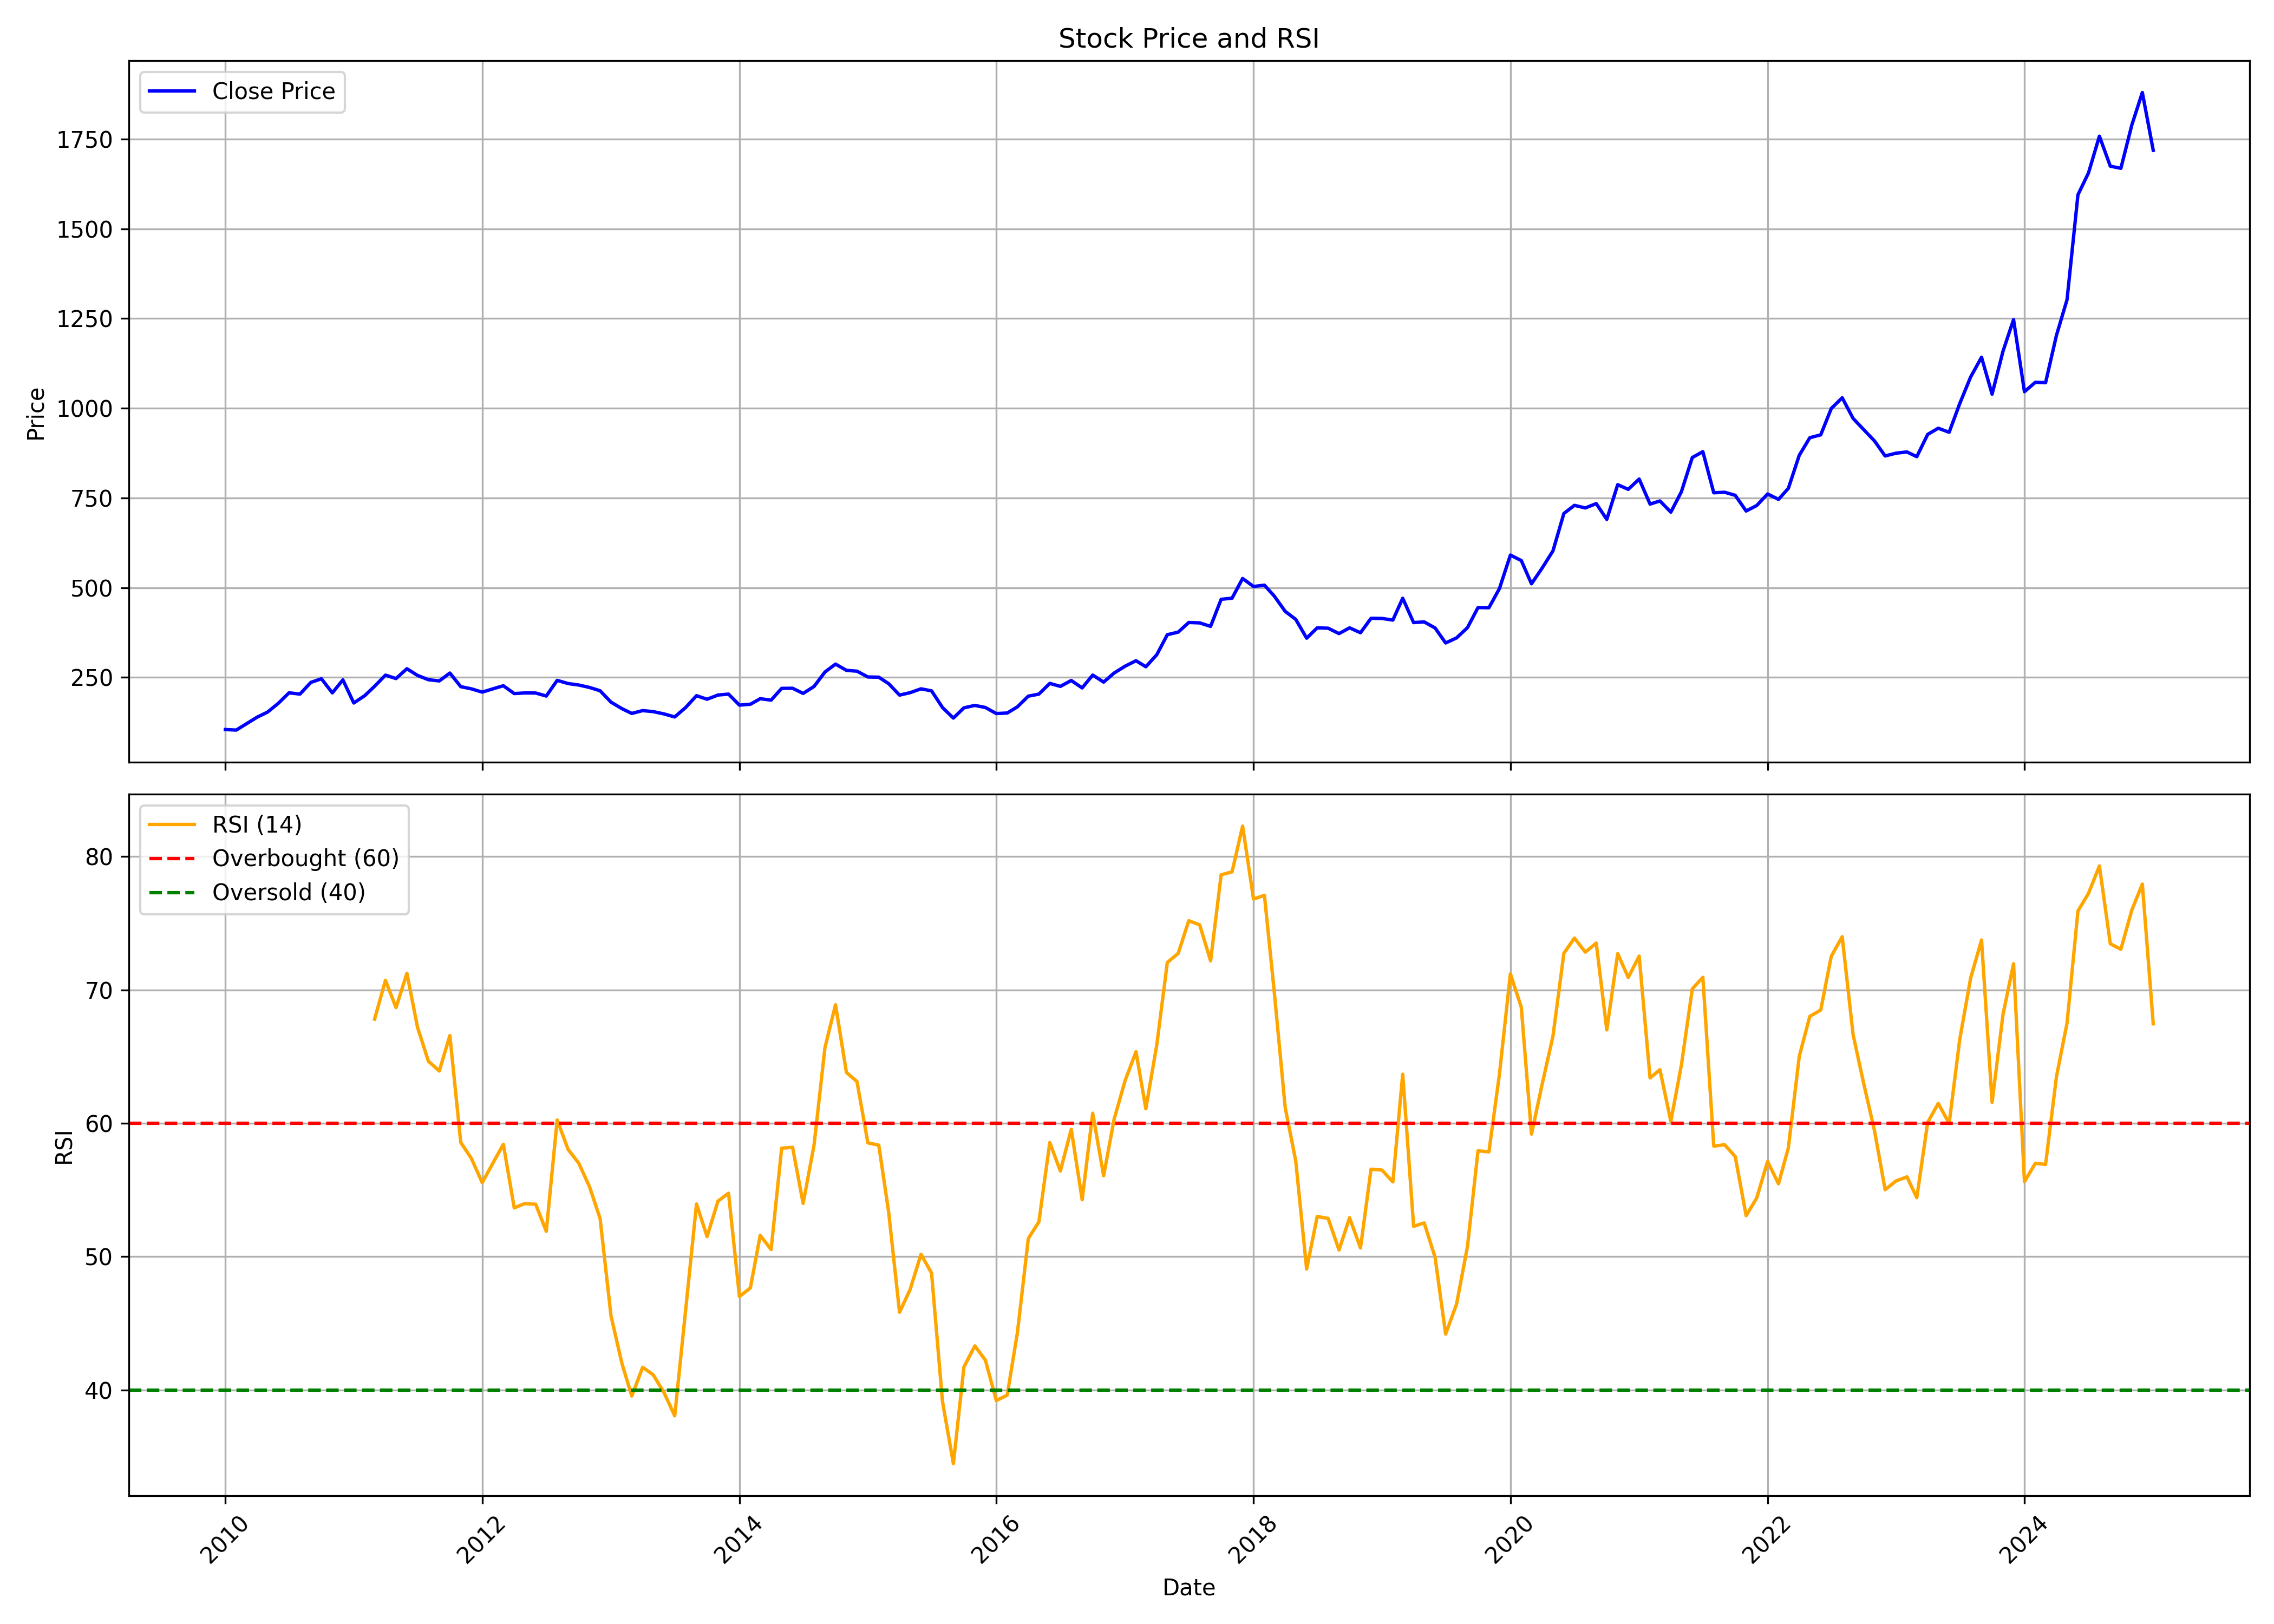 Stock Price and RSI
Close Price
1750
1500
1250
1000
750
500
250
Price
RSI (14)
Overbought (60)
Oversold (40)
80
70
60
50
40
RSI
2010
2012
2014
2016
2018
2020
2022
2024
Date